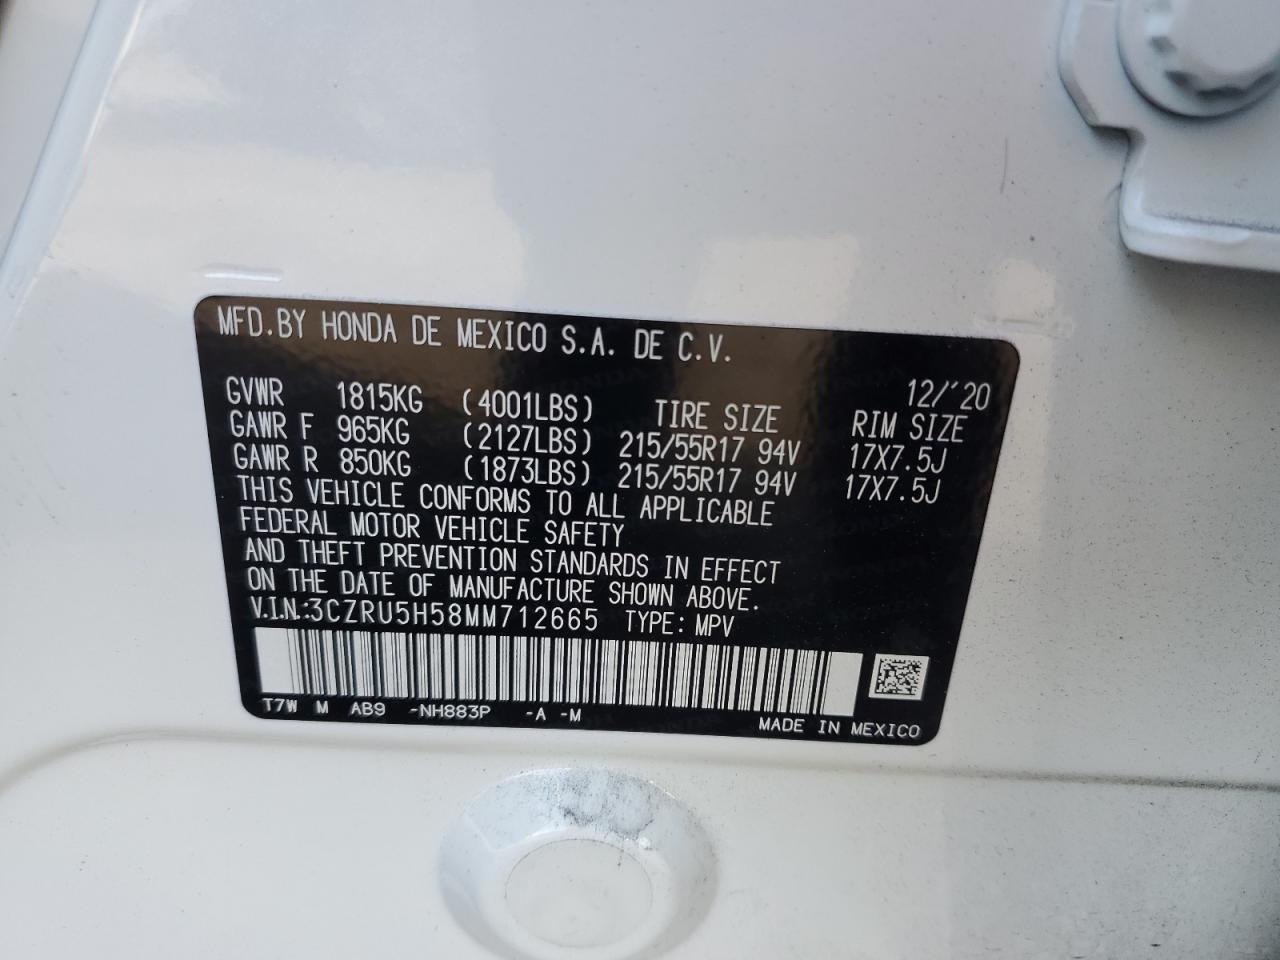 MFD.BY HONDA DE MEXICO S.A. DE C.V.
12/'20
GVWR 1815KG (4001LBS) TIRE SIZE RIM SIZE
GAWR F 965KG (2127LBS) 215/55R17 94V 17X7.5J
GAWR R 850KG (1873LBS) 215/55R17 94V 17X7.5J
THIS VEHICLE CONFORMS TO ALL APPLICABLE
FEDERAL MOTOR VEHICLE SAFETY
AND THEFT PREVENTION STANDARDS IN EFFECT
ON THE DATE OF MANUFACTURE SHOWN ABOVE.
V.I.N.:3CZRU5H58MM712665 TYPE: MPV
T7W M AB9 -NH883P -A -M
MADE IN MEXICO